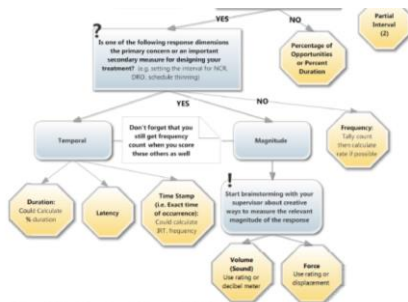 YES
NO
?
Is one of the following response dimensions
the primary concern or an important
secondary measure for designing your
treatment? (e.g. setting the interval for NCR,
DRO, schedule thinning)
Percentage of
Opportunities
or Percent
Duration
Partial
Interval
(2)
YES
NO
Temporal
Don't forget that you
still get frequency
count when you score
these others as well
Magnitude
Frequency:
Tally count
then calculate
rate if possible
Duration:
Could Calculate
% duration
Latency
Time Stamp
(i.e. Exact time
of occurrence):
Could calculate
IRT, frequency
!
Start brainstorming with your
supervisor about creative
ways to measure the relevant
magnitude of the response
Volume
(Sound)
Use rating or
decibel meter
Force
Use rating or
displacement